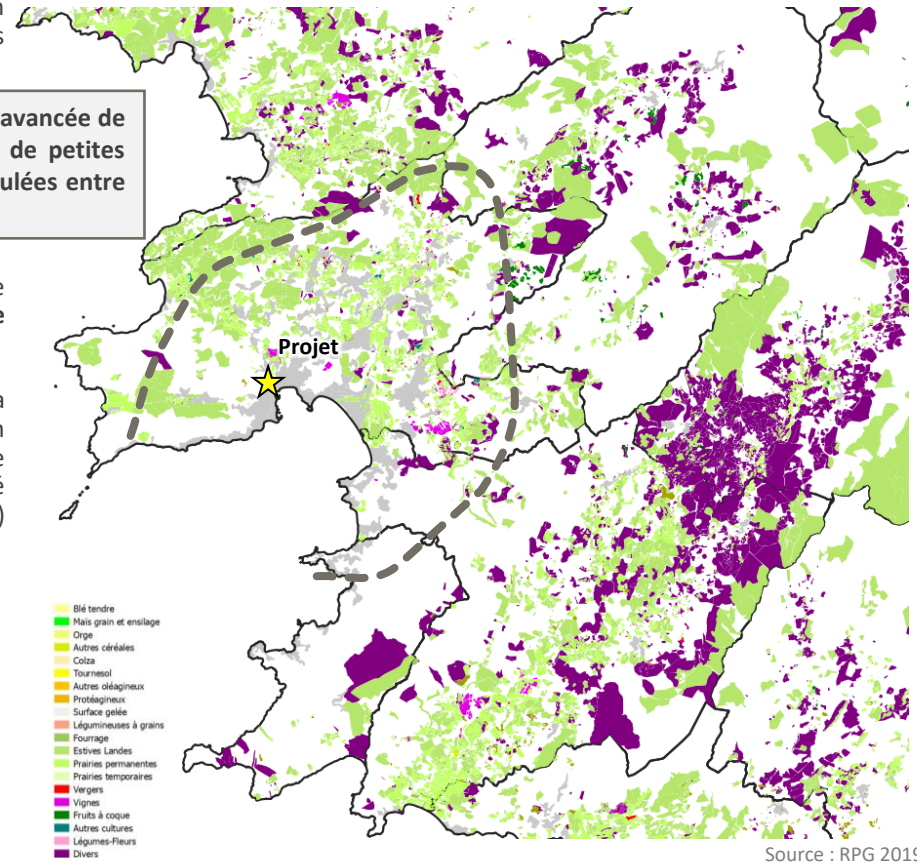 avancée de
de petites
ulées entre
Projet
Blé tendre
Maïs grain et ensilage
Orge
Autres céréales
Colza
Tournesol
Autres oléagineux
Protéagineux
Surface gelée
Légumineuses à grains
Fourrage
Estives Landes
Prairies permanentes
Prairies temporaires
Vergers
Vignes
Fruits à coque
Autres cultures
Légumes-Fleurs
Divers
Source : RPG 2019